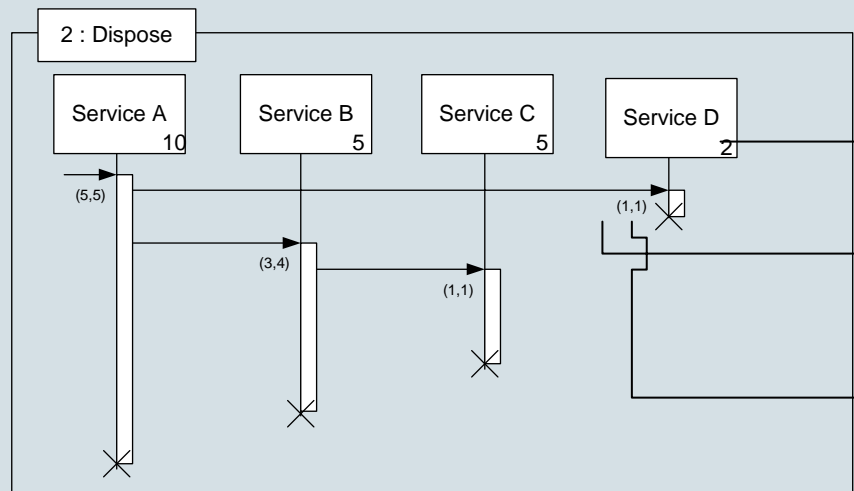 2 : Dispose
Service A
10
Service B
5
Service C
5
Service D
2
(5,5)
(1,1)
(3,4)
(1,1)